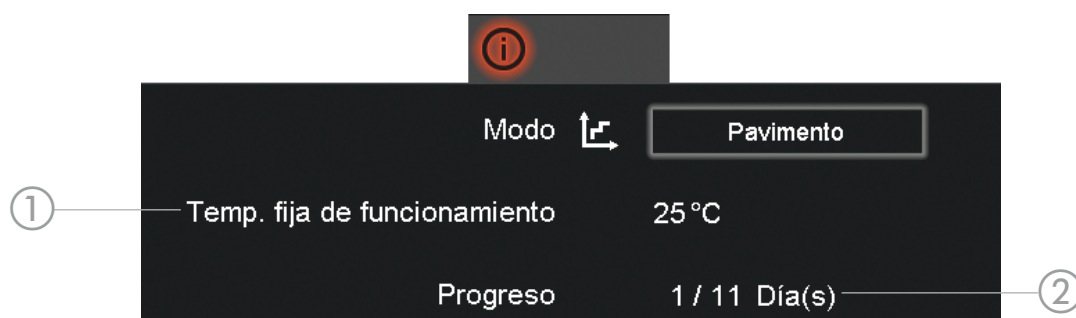 Modo Pavimento
1 Temp. fija de funcionamiento 25°C
Progreso 1 / 11 Día(s) 2